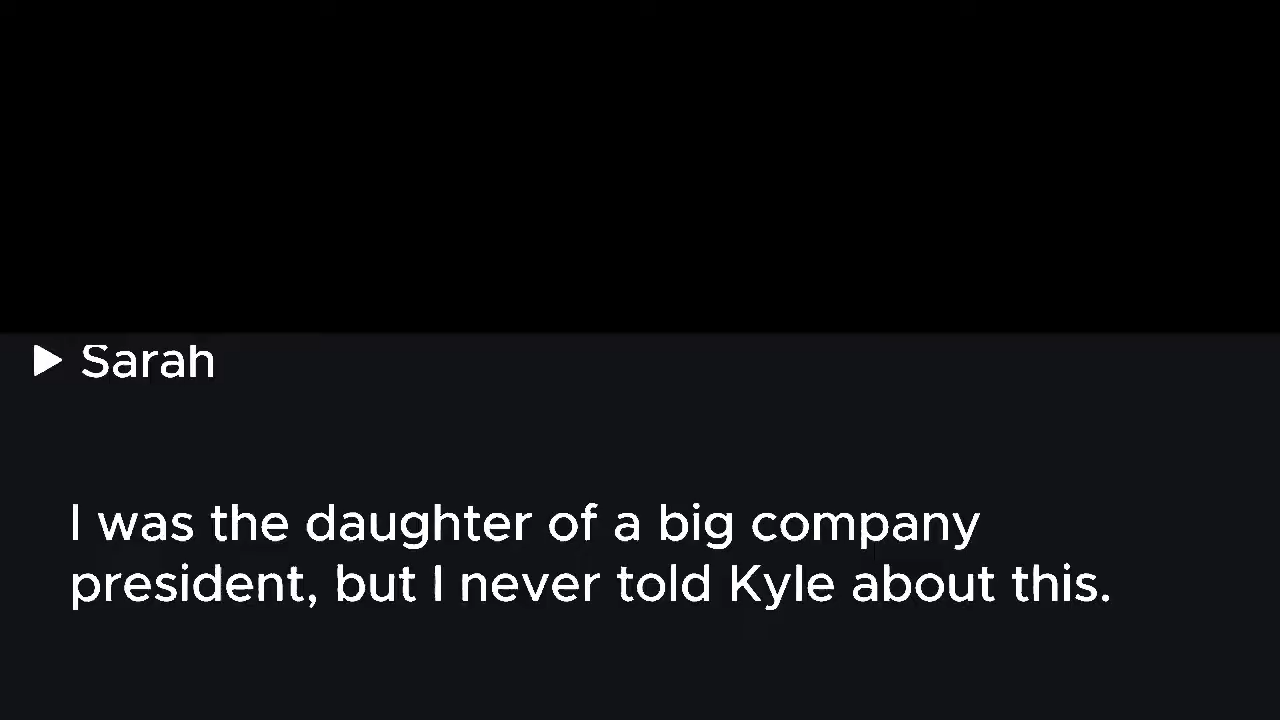 Sarah
I was the daughter of a big company
president, but I never told Kyle about this.